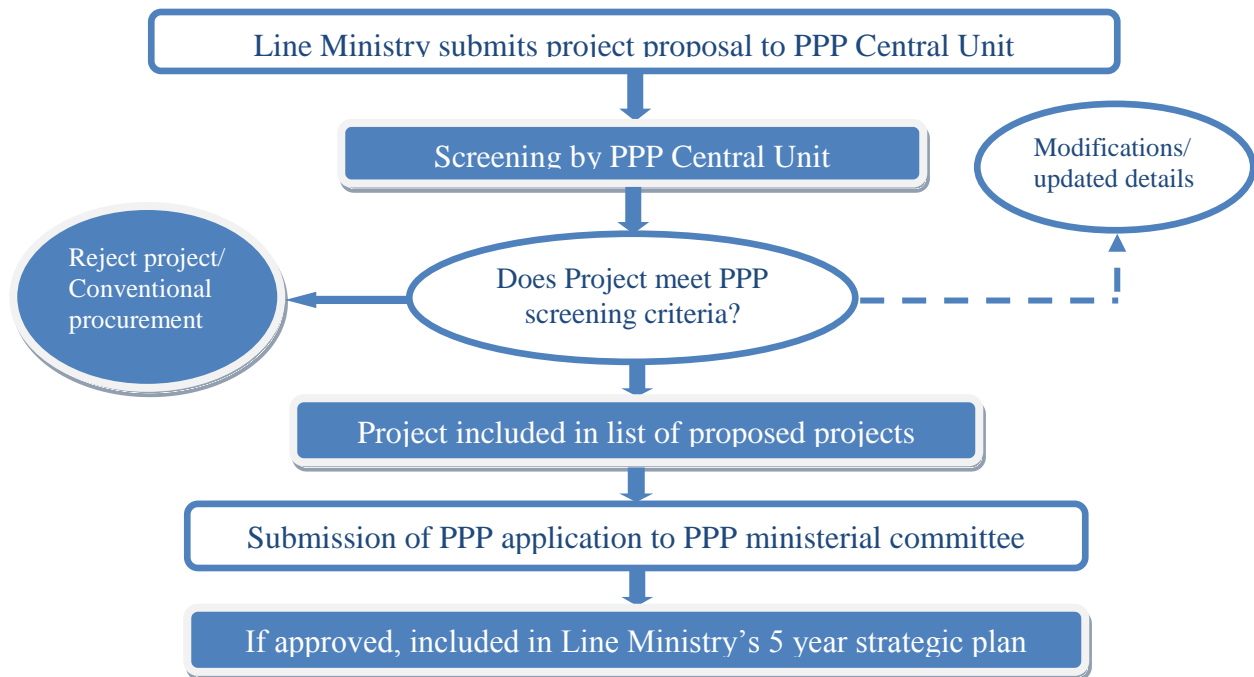 Line Ministry submits project proposal to PPP Central Unit
Screening by PPP Central Unit
Modifications/
updated details
Reject project/
Conventional
procurement
Does Project meet PPP
screening criteria?
Project included in list of proposed projects
Submission of PPP application to PPP ministerial committee
If approved, included in Line Ministry's 5 year strategic plan